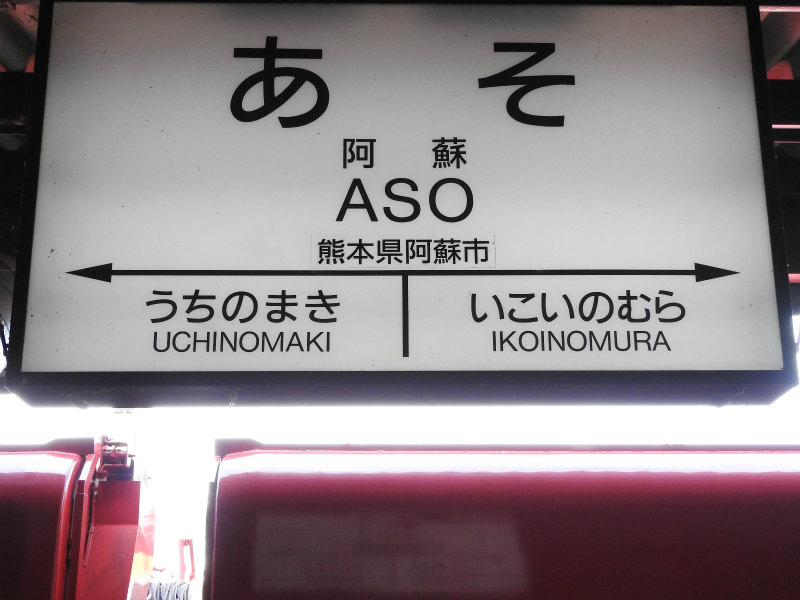 あそ
阿蘇
ASO
熊本県阿蘇市
うちのまき いこいのむら
UCHINOMAKI IKOINOMURA